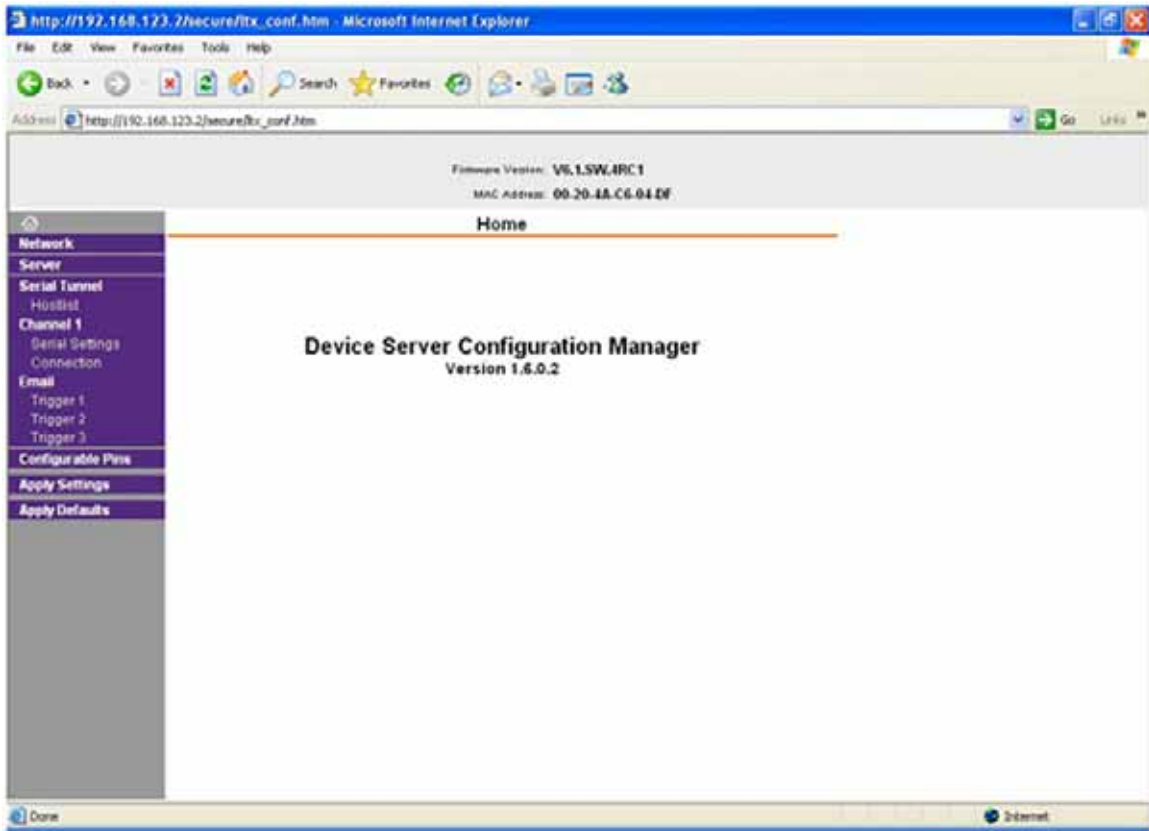 http://192.168.123.2/secure/ltx_conf.htm - Microsoft Internet Explorer
File Edit View Favorites Tools Help
Back Search Favorites
Address http://192.168.123.2/secure/ltx_conf.htm Go Links »
Firmware Version: V6.1.SW.4RC1
MAC Address: 00-20-4A-C6-04-DF
Home
Network
Server
Serial Tunnel
Hostlist
Channel 1
Serial Settings
Connection
Email
Trigger 1
Trigger 2
Trigger 3
Configurable Pins
Apply Settings
Apply Defaults
Device Server Configuration Manager
Version 1.6.0.2
Done Internet